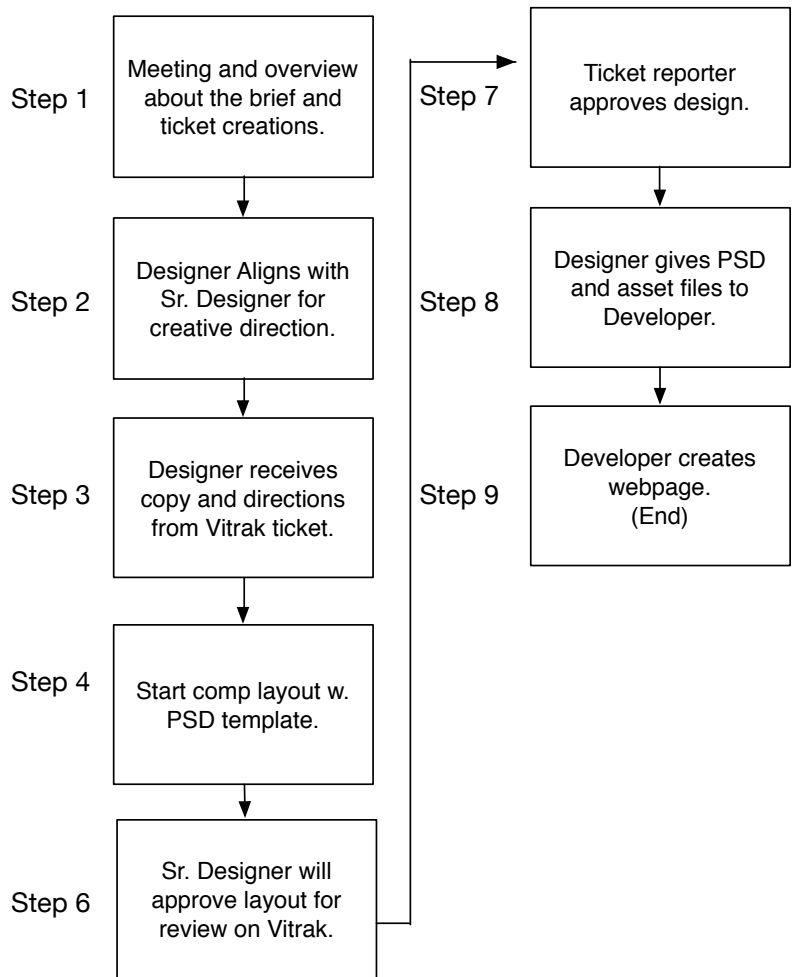 Step 1
Meeting and overview
about the brief and
ticket creations.
Step 2
Designer Aligns with
Sr. Designer for
creative direction.
Step 3
Designer receives
copy and directions
from Vitrak ticket.
Step 4
Start comp layout w.
PSD template.
Step 6
Sr. Designer will
approve layout for
review on Vitrak.
Step 7
Ticket reporter
approves design.
Step 8
Designer gives PSD
and asset files to
Developer.
Step 9
Developer creates
webpage.
(End)